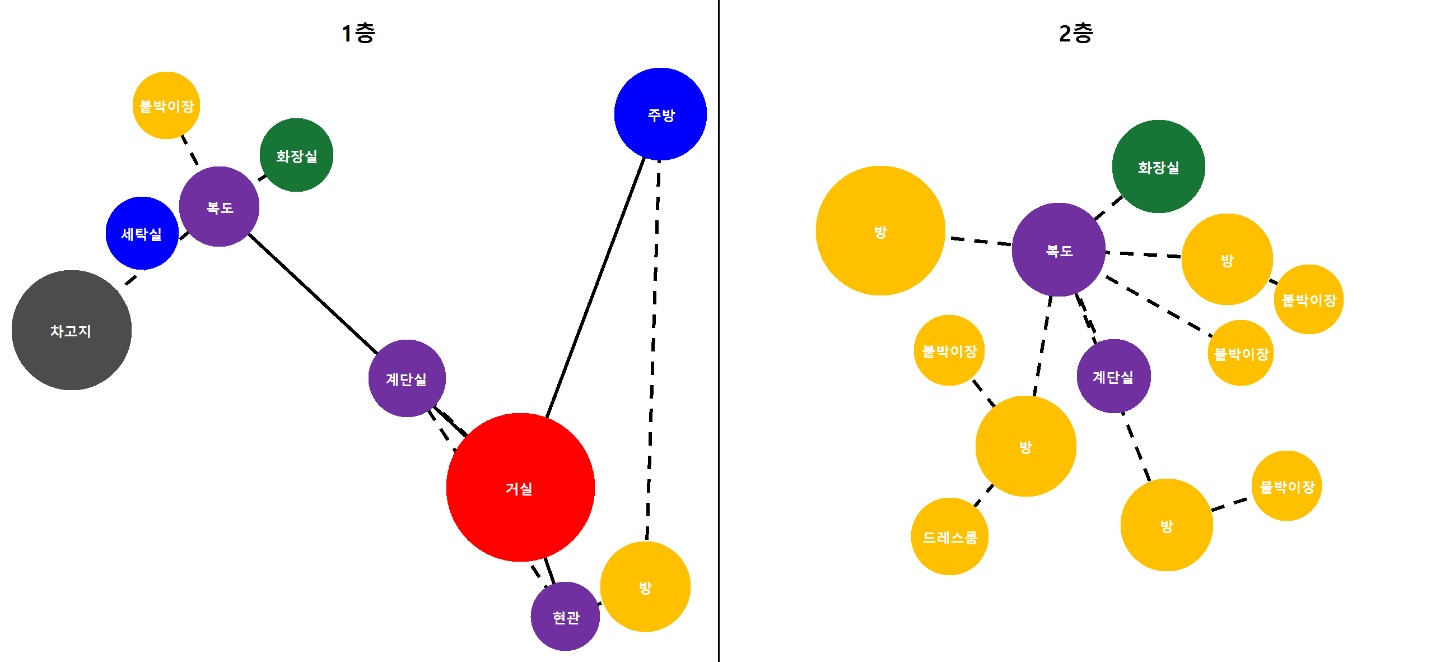 1층
붙박이장
주방
화장실
복도
세탁실
차고지
계단실
거실
방
현관
2층
화장실
방
복도
방
붙박이장
붙박이장
붙박이장
계단실
방
붙박이장
방
드레스룸